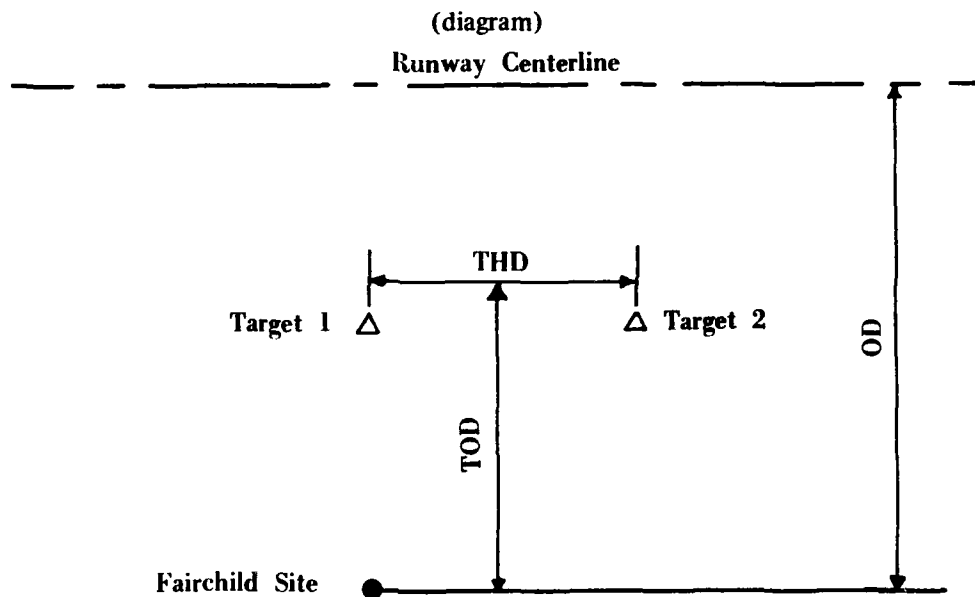 (diagram)
Runway Centerline
THD
Target 1
Target 2
OD
TOD
Fairchild Site